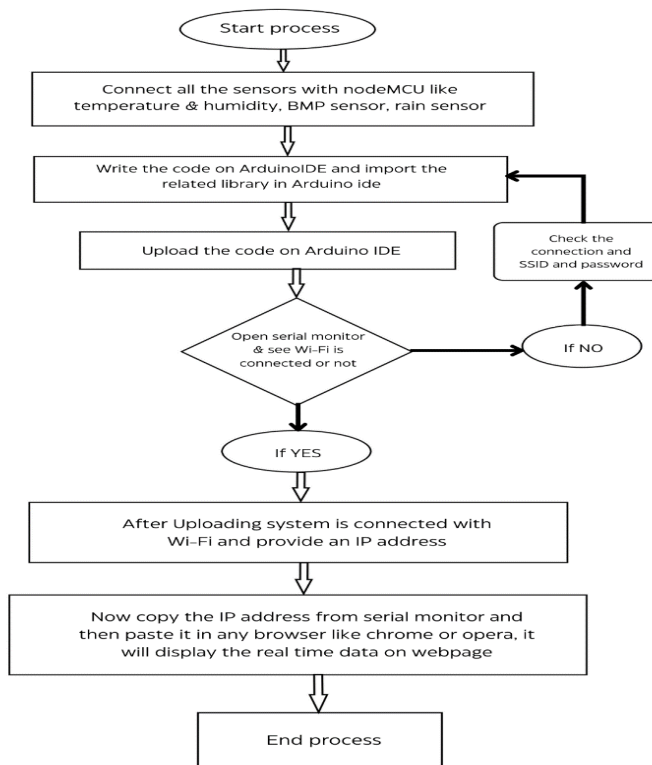 Start process
Connect all the sensors with nodeMCU like
temperature & humidity, BMP sensor, rain sensor
Write the code on ArduinoIDE and import the
related library in Arduino ide
Upload the code on Arduino IDE
Check the
connection and
SSID and password
Open serial monitor
& see Wi-Fi is
connected or not
If NO
If YES
After Uploading system is connected with
Wi-Fi and provide an IP address
Now copy the IP address from serial monitor and
then paste it in any browser like chrome or opera, it
will display the real time data on webpage
End process